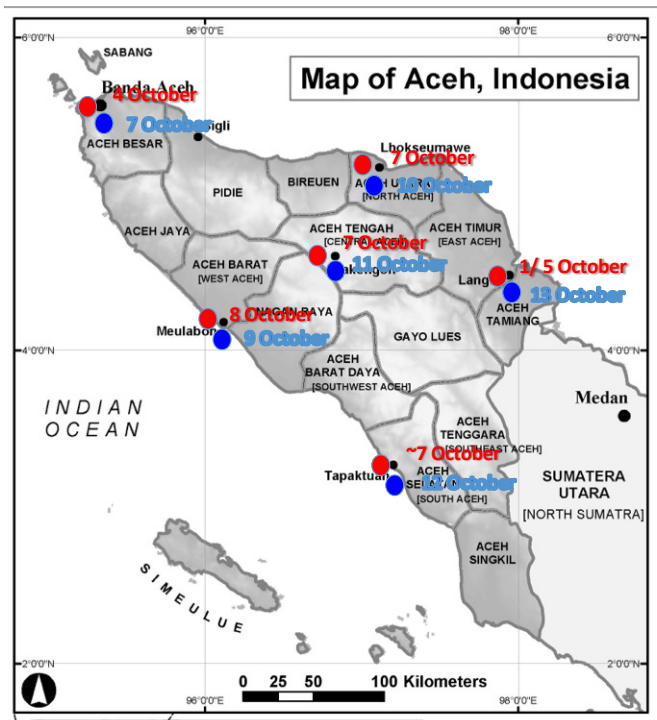 6°0'0"N
96°0'0"E
98°0'0"E
6°0'0"N
SABANG
Map of Aceh, Indonesia
Banda Aceh
4 October
7 October
ACEH BESAR
Lhokseumawe
7 October
10 October
[NORTH ACEH]
BIREUEN
PIDIE
ACEH TENGAH
7 October
11 October
ACEH TIMUR
[EAST ACEH]
ACEH JAYA
ACEH BARAT
[WEST ACEH]
1/ 5 October
13 October
ACEH
TAMIANG
8 October
NAGAN RAYA
Meulaboh
9 October
GAYO LUES
4°0'0"N
4°0'0"N
ACEH
BARAT DAYA
[SOUTHWEST ACEH]
Medan
INDIAN
OCEAN
ACEH
TENGGARA
~7 October
Tapaktuan
ACEH
12 October
[SOUTH ACEH]
SUMATERA
UTARA
[NORTH SUMATRA]
ACEH
SINGKIL
SIMEULUE
2°0'0"N
2°0'0"N
0 25 50 100 Kilometers
96°0'0"E
98°0'0"E